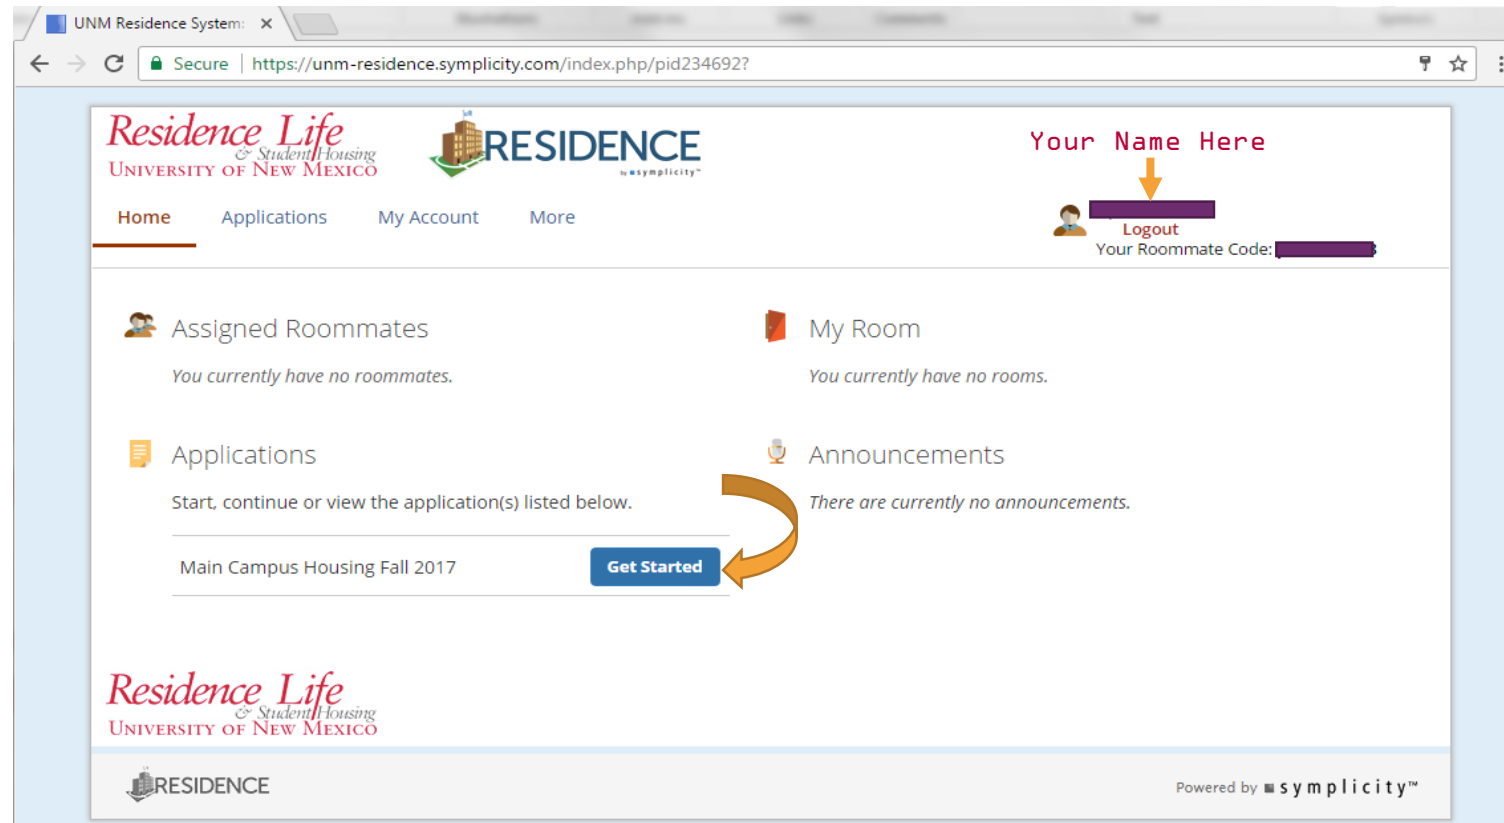 UNM Residence System:
Secure | https://unm-residence.symplicity.com/index.php/pid234692?
Residence Life
& Student Housing
UNIVERSITY OF NEW MEXICO
RESIDENCE
by symplicity™
Your Name Here
Home Applications My Account More
Logout
Your Roommate Code:
Assigned Roommates
You currently have no roommates.
My Room
You currently have no rooms.
Applications
Start, continue or view the application(s) listed below.
Main Campus Housing Fall 2017 Get Started
Announcements
There are currently no announcements.
Residence Life
& Student Housing
UNIVERSITY OF NEW MEXICO
RESIDENCE
Powered by symplicity™